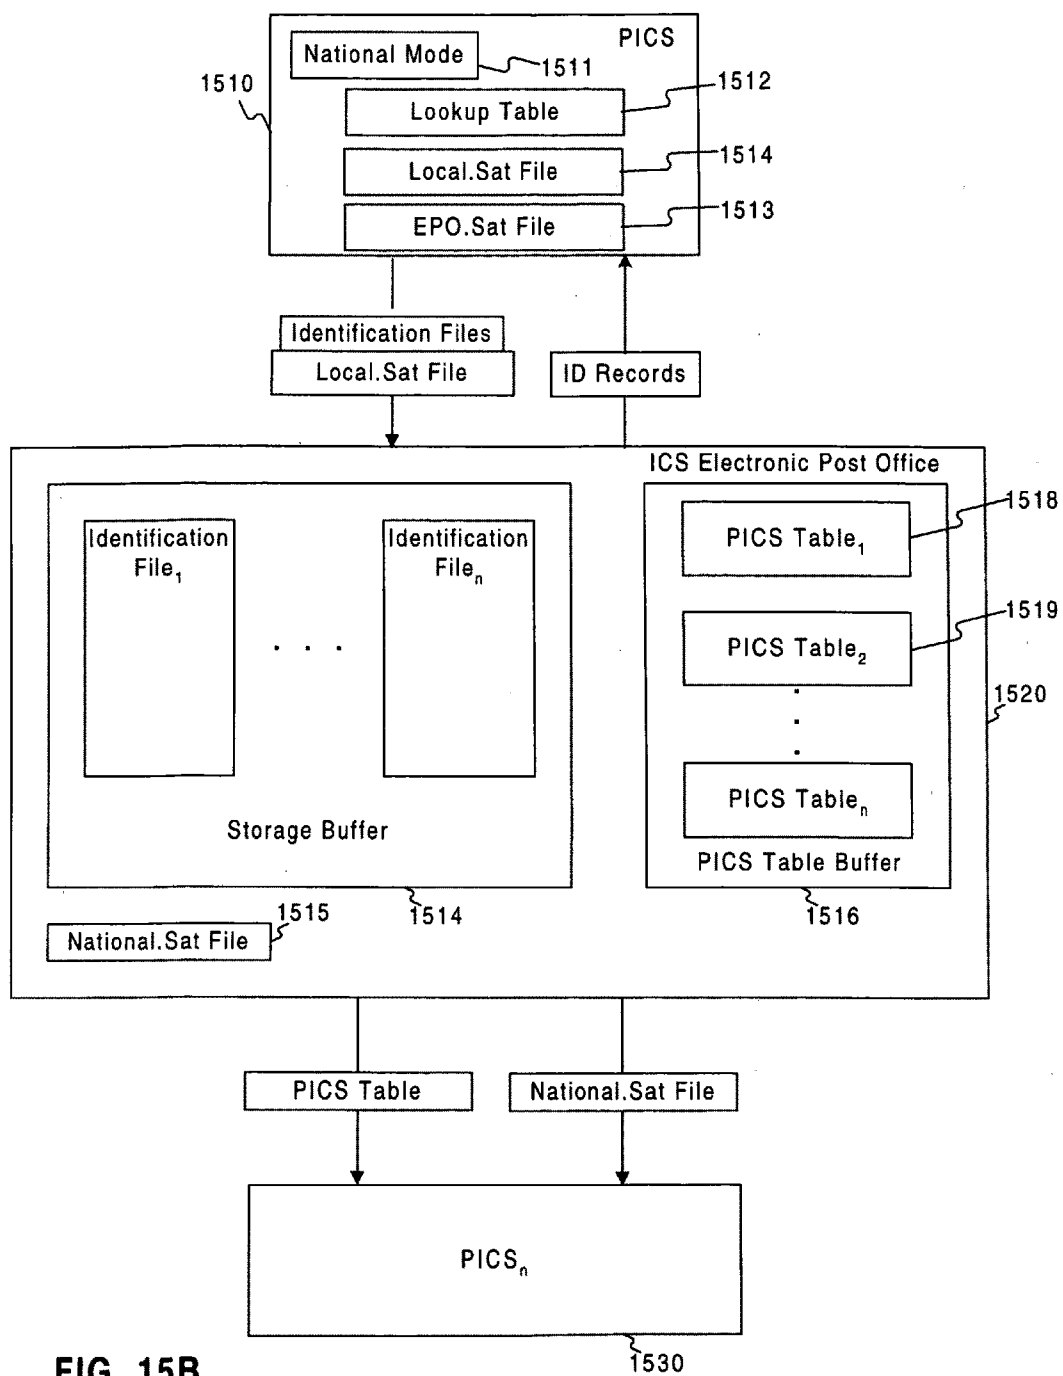 PICS
National Mode
1511
1510
1512
Lookup Table
1514
Local.Sat File
1513
EPO.Sat File
Identification Files
Local.Sat File
ID Records
ICS Electronic Post Office
1518
PICS Table1
Identification
File1
Identification
Filen
. . .
1519
PICS Table2
1520
.
.
.
PICS Tablen
Storage Buffer
PICS Table Buffer
1515
1514
1516
National.Sat File
PICS Table
National.Sat File
PICSn
1530
FIG. 15B